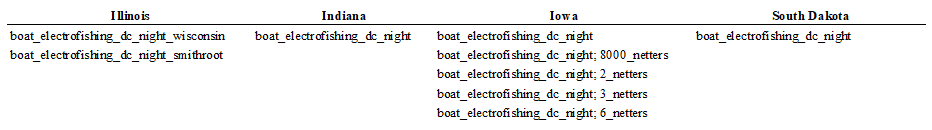 Illinois Indiana Iowa South Dakota
boat_electrofishing_dc_night_wisconsin boat_electrofishing_dc_night boat_electrofishing_dc_night boat_electrofishing_dc_night
boat_electrofishing_dc_night_smithroot boat_electrofishing_dc_night; 8000_netters
boat_electrofishing_dc_night; 2_netters
boat_electrofishing_dc_night; 3_netters
boat_electrofishing_dc_night; 6_netters